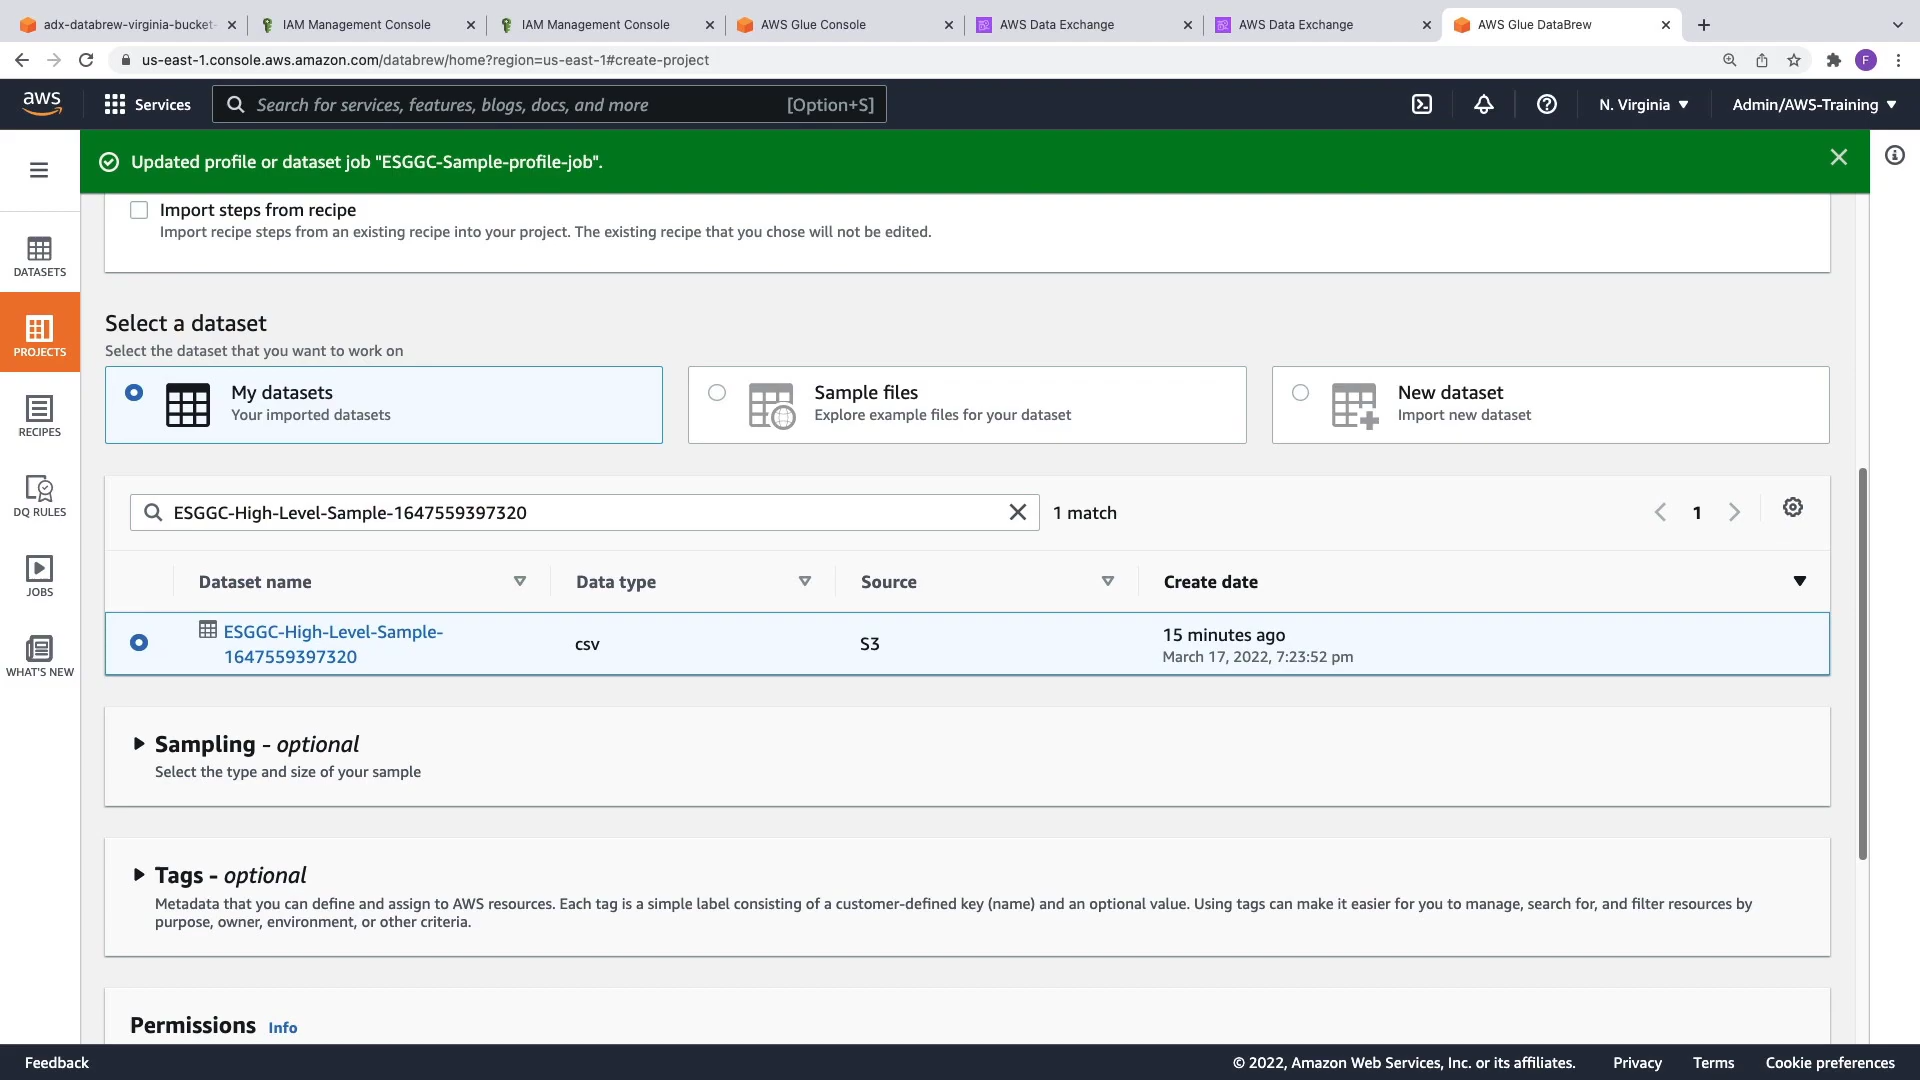 adx-databrew-virginia-bucket-
IAM Management Console
IAM Management Console
AWS Glue Console
AWS Data Exchange
AWS Data Exchange
AWS Glue DataBrew
us-east-1.console.aws.amazon.com/databrew/home?region=us-east-1#create-project
F
aws
Services
Search for services, features, blogs, docs, and more
[Option+S]
N. Virginia
Admin/AWS-Training
Updated profile or dataset job "ESGGC-Sample-profile-job".
DATASETS
PROJECTS
RECIPES
DQ RULES
JOBS
WHAT'S NEW
Import steps from recipe
Import recipe steps from an existing recipe into your project. The existing recipe that you chose will not be edited.
Select a dataset
Select the dataset that you want to work on
My datasets
Your imported datasets
Sample files
Explore example files for your dataset
New dataset
Import new dataset
ESGGC-High-Level-Sample-1647559397320
1 match
1
Dataset name
Data type
Source
Create date
ESGGC-High-Level-Sample-
1647559397320
csv
S3
15 minutes ago
March 17, 2022, 7:23:52 pm
Sampling - optional
Select the type and size of your sample
Tags - optional
Metadata that you can define and assign to AWS resources. Each tag is a simple label consisting of a customer-defined key (name) and an optional value. Using tags can make it easier for you to manage, search for, and filter resources by
purpose, owner, environment, or other criteria.
Permissions Info
Feedback
© 2022, Amazon Web Services, Inc. or its affiliates.
Privacy
Terms
Cookie preferences